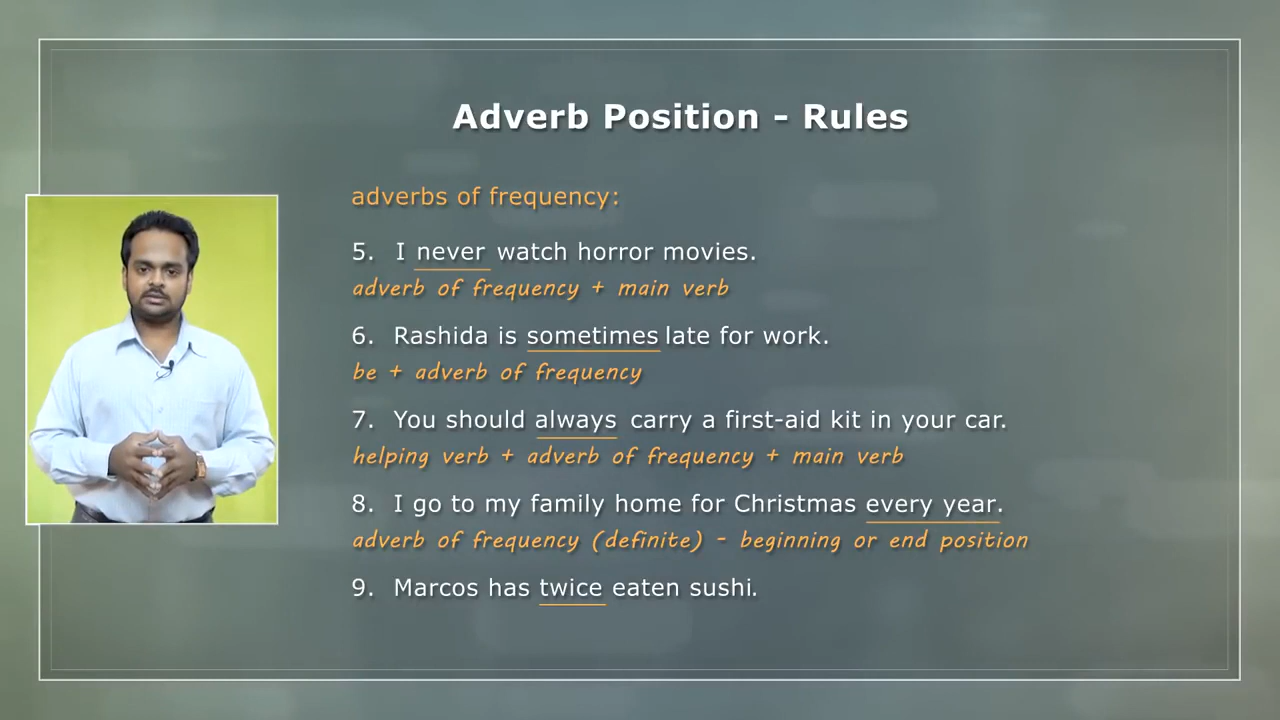 Adverb Position - Rules
adverbs of frequency:
5. I never watch horror movies.
adverb of frequency + main verb
6. Rashida is sometimes late for work.
be + adverb of frequency
7. You should always carry a first-aid kit in your car.
helping verb + adverb of frequency + main verb
8. I go to my family home for Christmas every year.
adverb of frequency (definite) - beginning or end position
9. Marcos has twice eaten sushi.